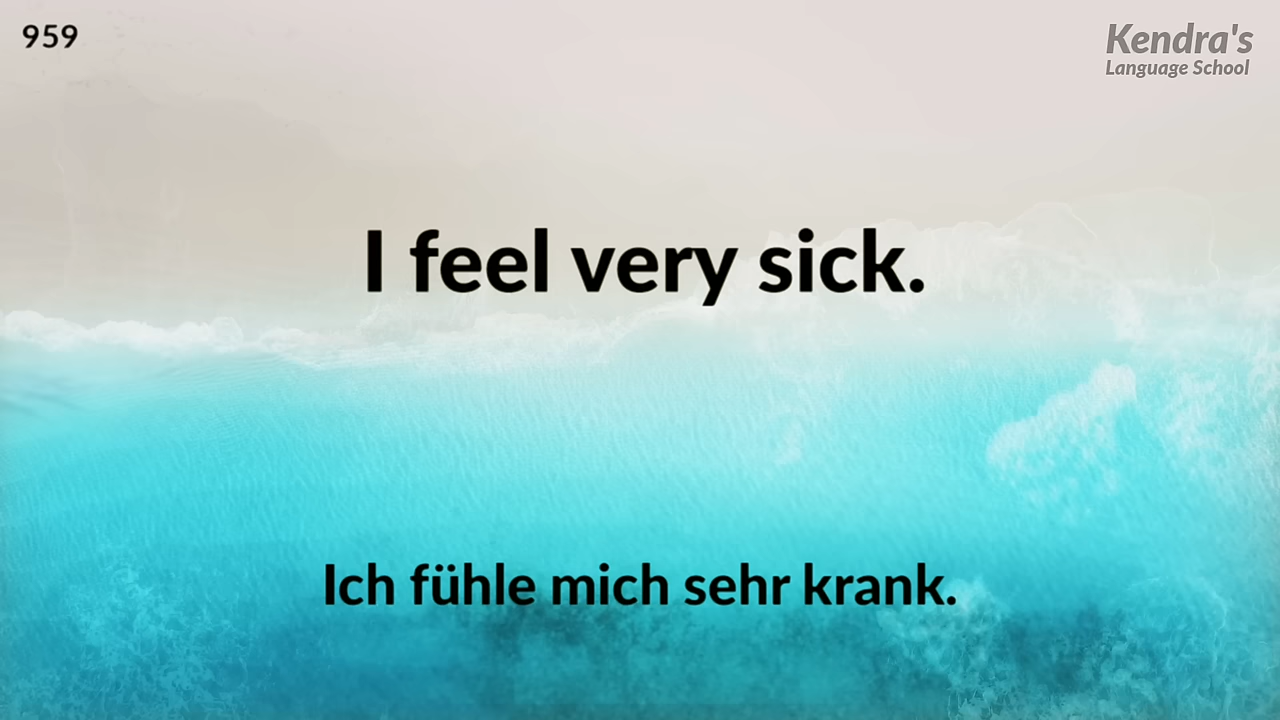 959
Kendra's
Language School
I feel very sick.
Ich fühle mich sehr krank.